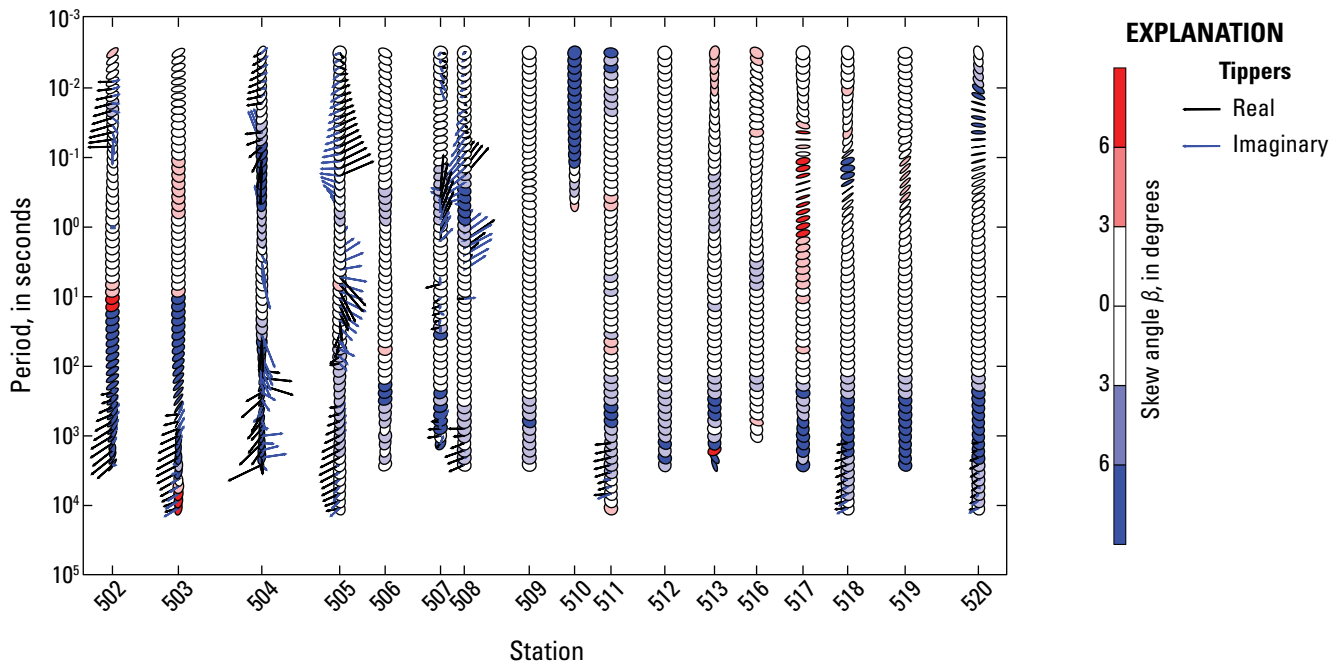 10⁻³
10⁻²
10⁻¹
10⁰
10¹
10²
10³
10⁴
10⁵
Period, in seconds
502 503 504 505 506 507 508 509 510 511 512 513 516 517 518 519 520
Station
EXPLANATION
Tippers
Real
Imaginary
6
3
0
3
6
Skew angle β, in degrees